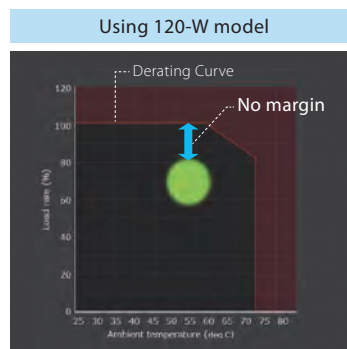 Using 120-W model
Derating Curve
No margin
120
100
80
60
40
20
0
Load rate (%)
25 30 35 40 45 50 55 60 65 70 75 80
Ambient temperature (deg C)